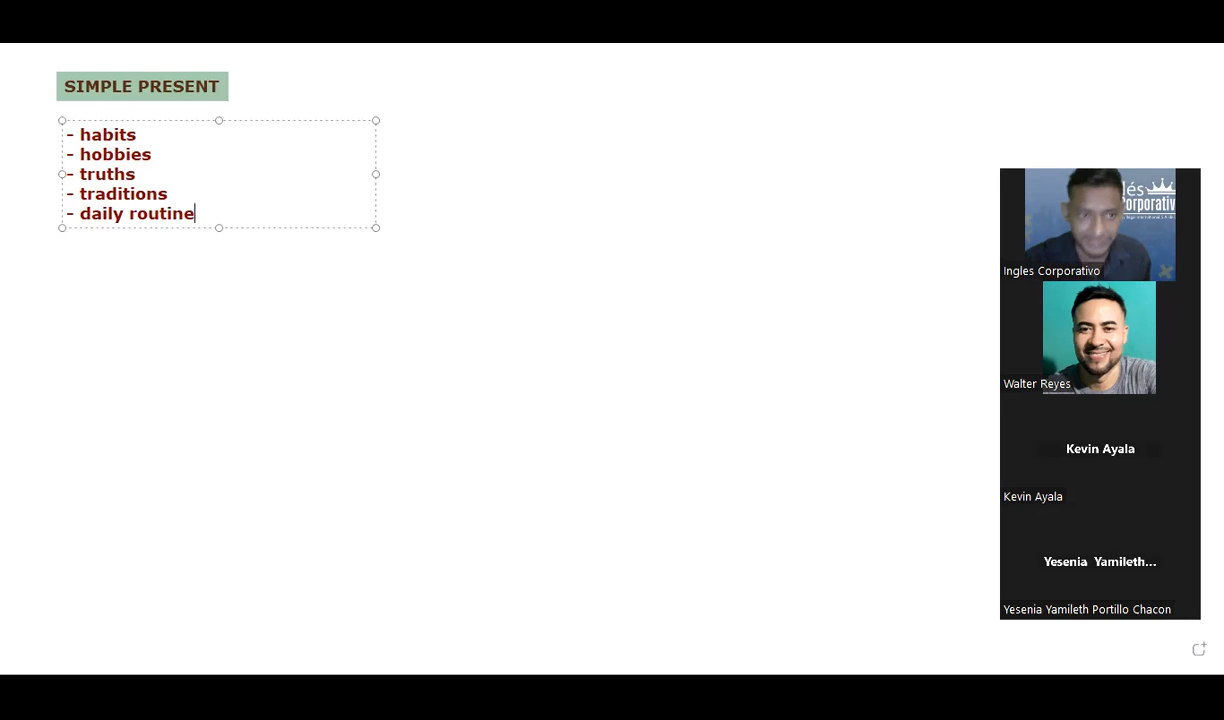 SIMPLE PRESENT
- habits
- hobbies
- truths
- traditions
- daily routine
Ingles Corporativo
Walter Reyes
Kevin Ayala
Kevin Ayala
Yesenia Yamileth...
Yesenia Yamileth Portillo Chacon